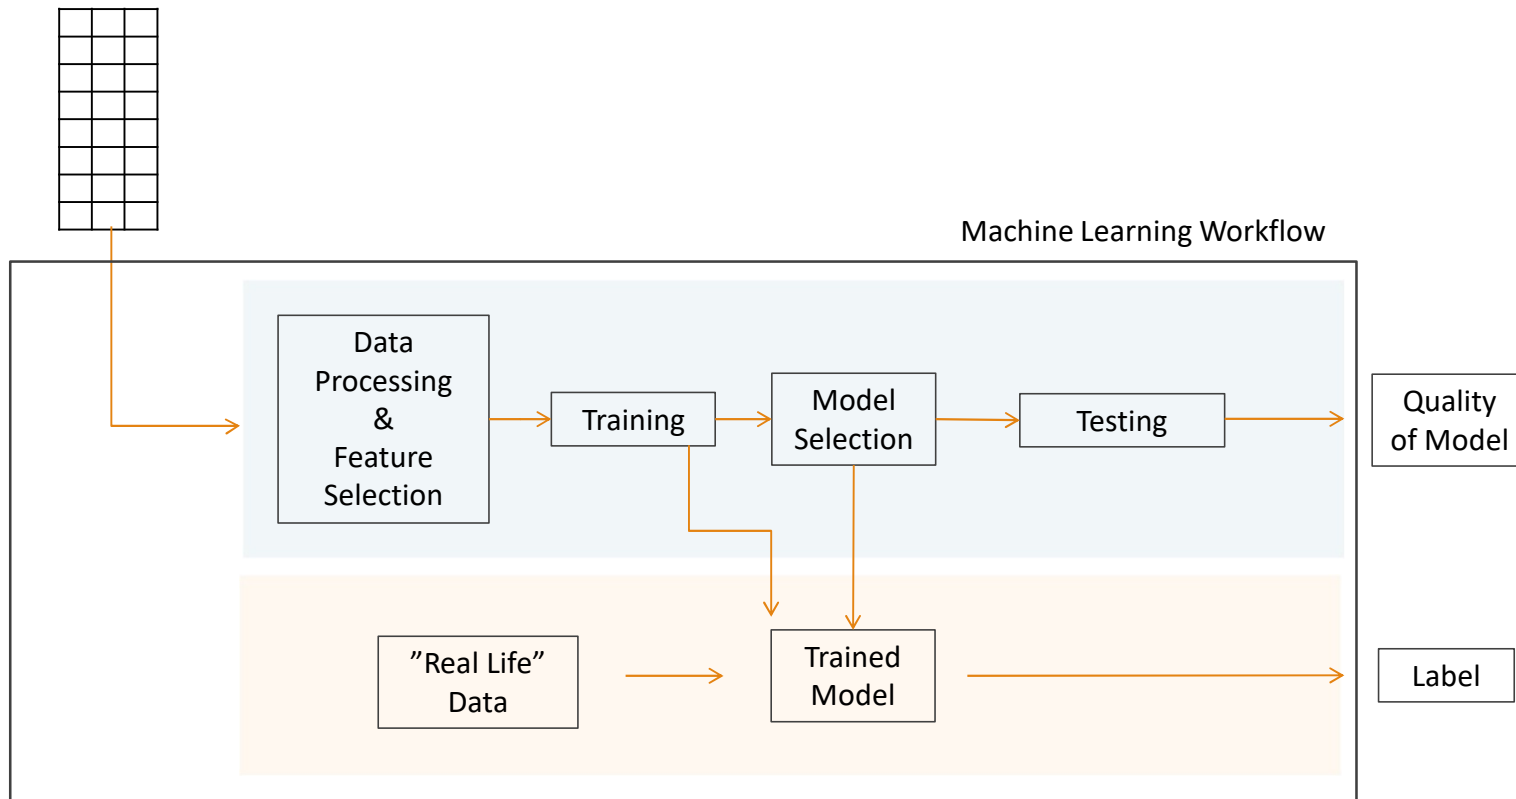 Machine Learning Workflow
Data
Processing
&
Feature
Selection
Training
Model
Selection
Testing
Quality
of Model
”Real Life”
Data
Trained
Model
Label